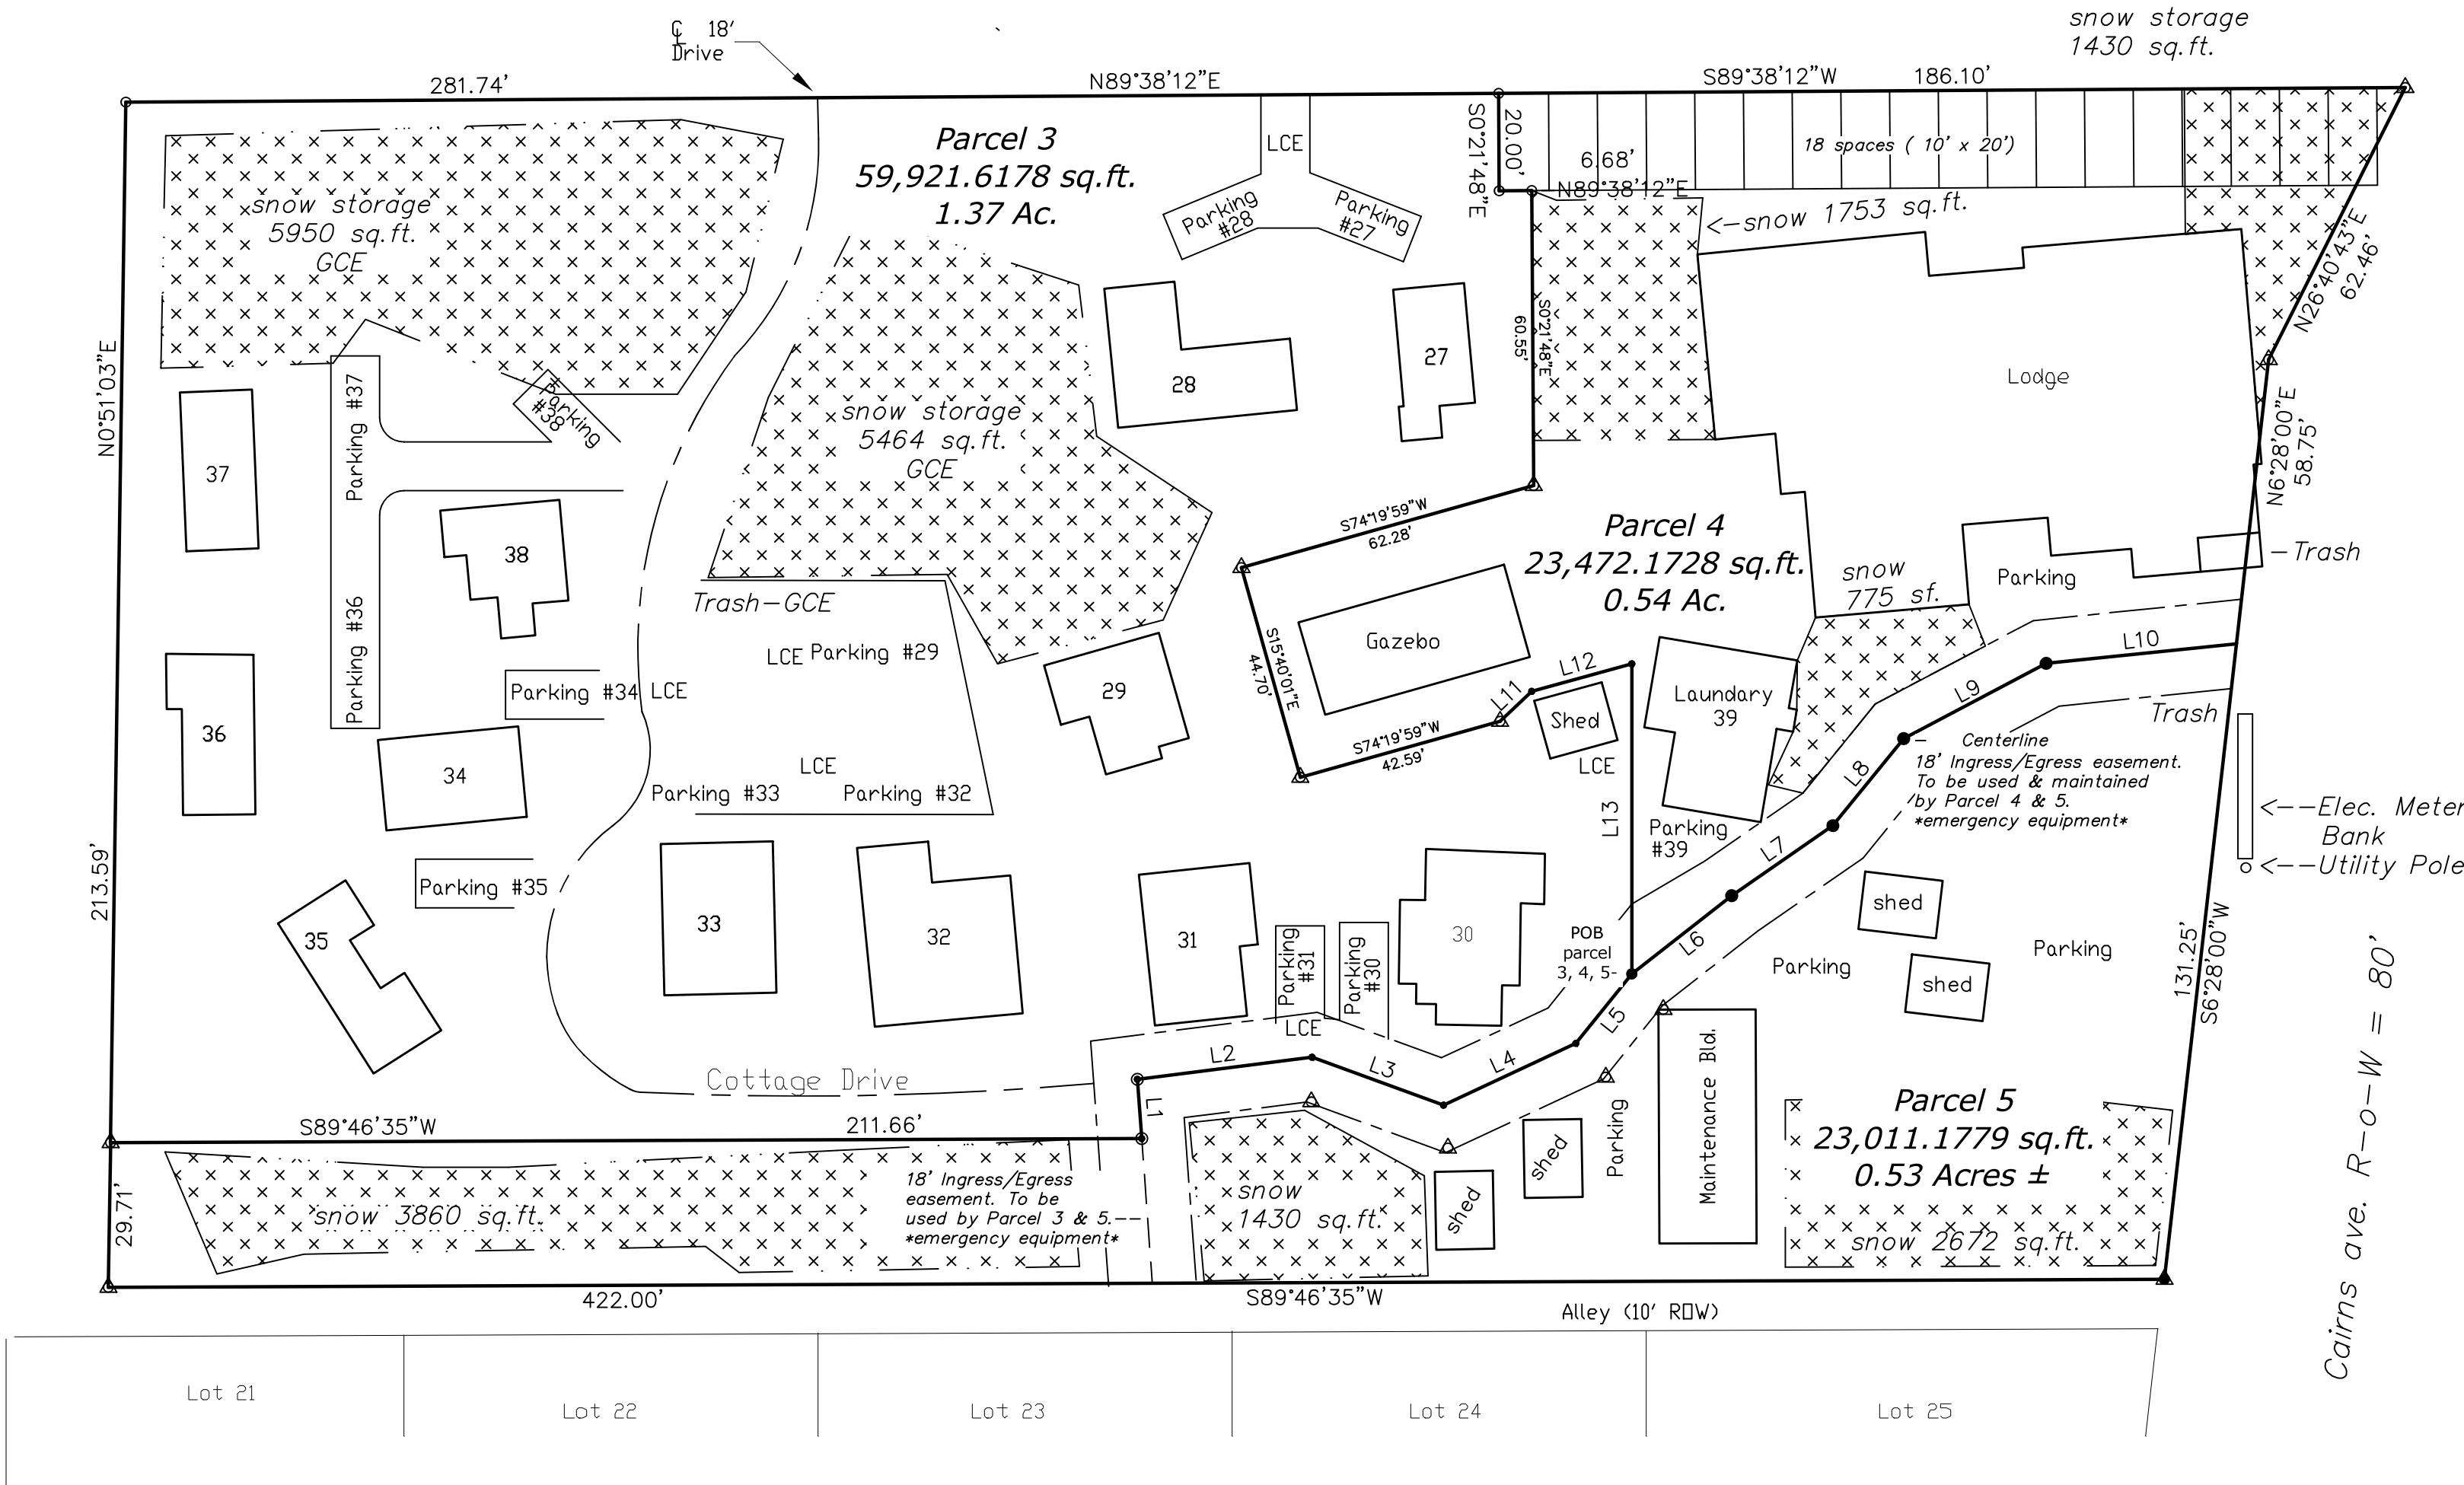 snow storage
1430 sq.ft.
℄ 18'
Drive
281.74'
N89°38'12"E
S89°38'12"W
186.10'
Parcel 3
59,921.6178 sq.ft.
1.37 Ac.
LCE
S0°21'48"E
20.00'
6.68'
N89°38'12"E
18 spaces ( 10' x 20')
<-snow 1753 sq.ft.
Parking
#28
Parking
#27
snow storage
5950 sq.ft.
GCE
N26°40'43"E
62.46'
N0°51'03"E
S0°21'48"E
60.55'
28
27
Lodge
Parking #37
Parking
#38
snow storage
5464 sq.ft.
GCE
N6°28'00"E
58.75'
37
38
S74°19'59"W
62.28'
Parcel 4
23,472.1728 sq.ft.
0.54 Ac.
-Trash
snow
775 sf.
Parking
Trash-GCE
Parking #36
LCE Parking #29
Gazebo
S15°40'01"E
44.70'
L12
L11
L10
L9
Parking #34 LCE
29
Shed
Laundary
39
Trash
36
34
S74°19'59"W
42.59'
LCE
LCE
L13
L8
- Centerline
18' Ingress/Egress easement.
To be used & maintained
by Parcel 4 & 5.
*emergency equipment*
Parking #33
Parking #32
Parking
#39
L7
<--Elec. Meter
Bank
<--Utility Pole
213.59'
Parking #35
35
33
32
31
30
Parking
#31
Parking
#30
POB
parcel
3, 4, 5-
L6
shed
shed
Parking
Parking
131.25'
S6°28'00"W
LCE
L2
L3
L4
L5
L1
Cottage Drive
Maintenance Bld.
Parking
shed
shed
Parcel 5
23,011.1779 sq.ft.
0.53 Acres ±
Cairns ave. R-o-W = 80'
S89°46'35"W
211.66'
29.71'
snow 3860 sq.ft.
18' Ingress/Egress
easement. To be
used by Parcel 3 & 5.--
*emergency equipment*
snow
1430 sq.ft.
snow 2672 sq.ft.
422.00'
S89°46'35"W
Alley (10' ROW)
Lot 21
Lot 22
Lot 23
Lot 24
Lot 25